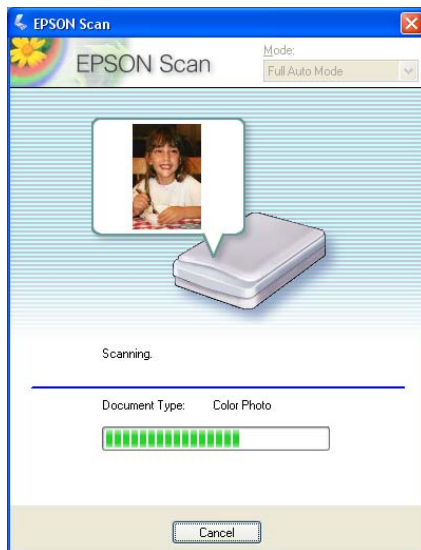 EPSON Scan
EPSON Scan
Mode:
Full Auto Mode
Scanning.
Document Type: Color Photo
Cancel